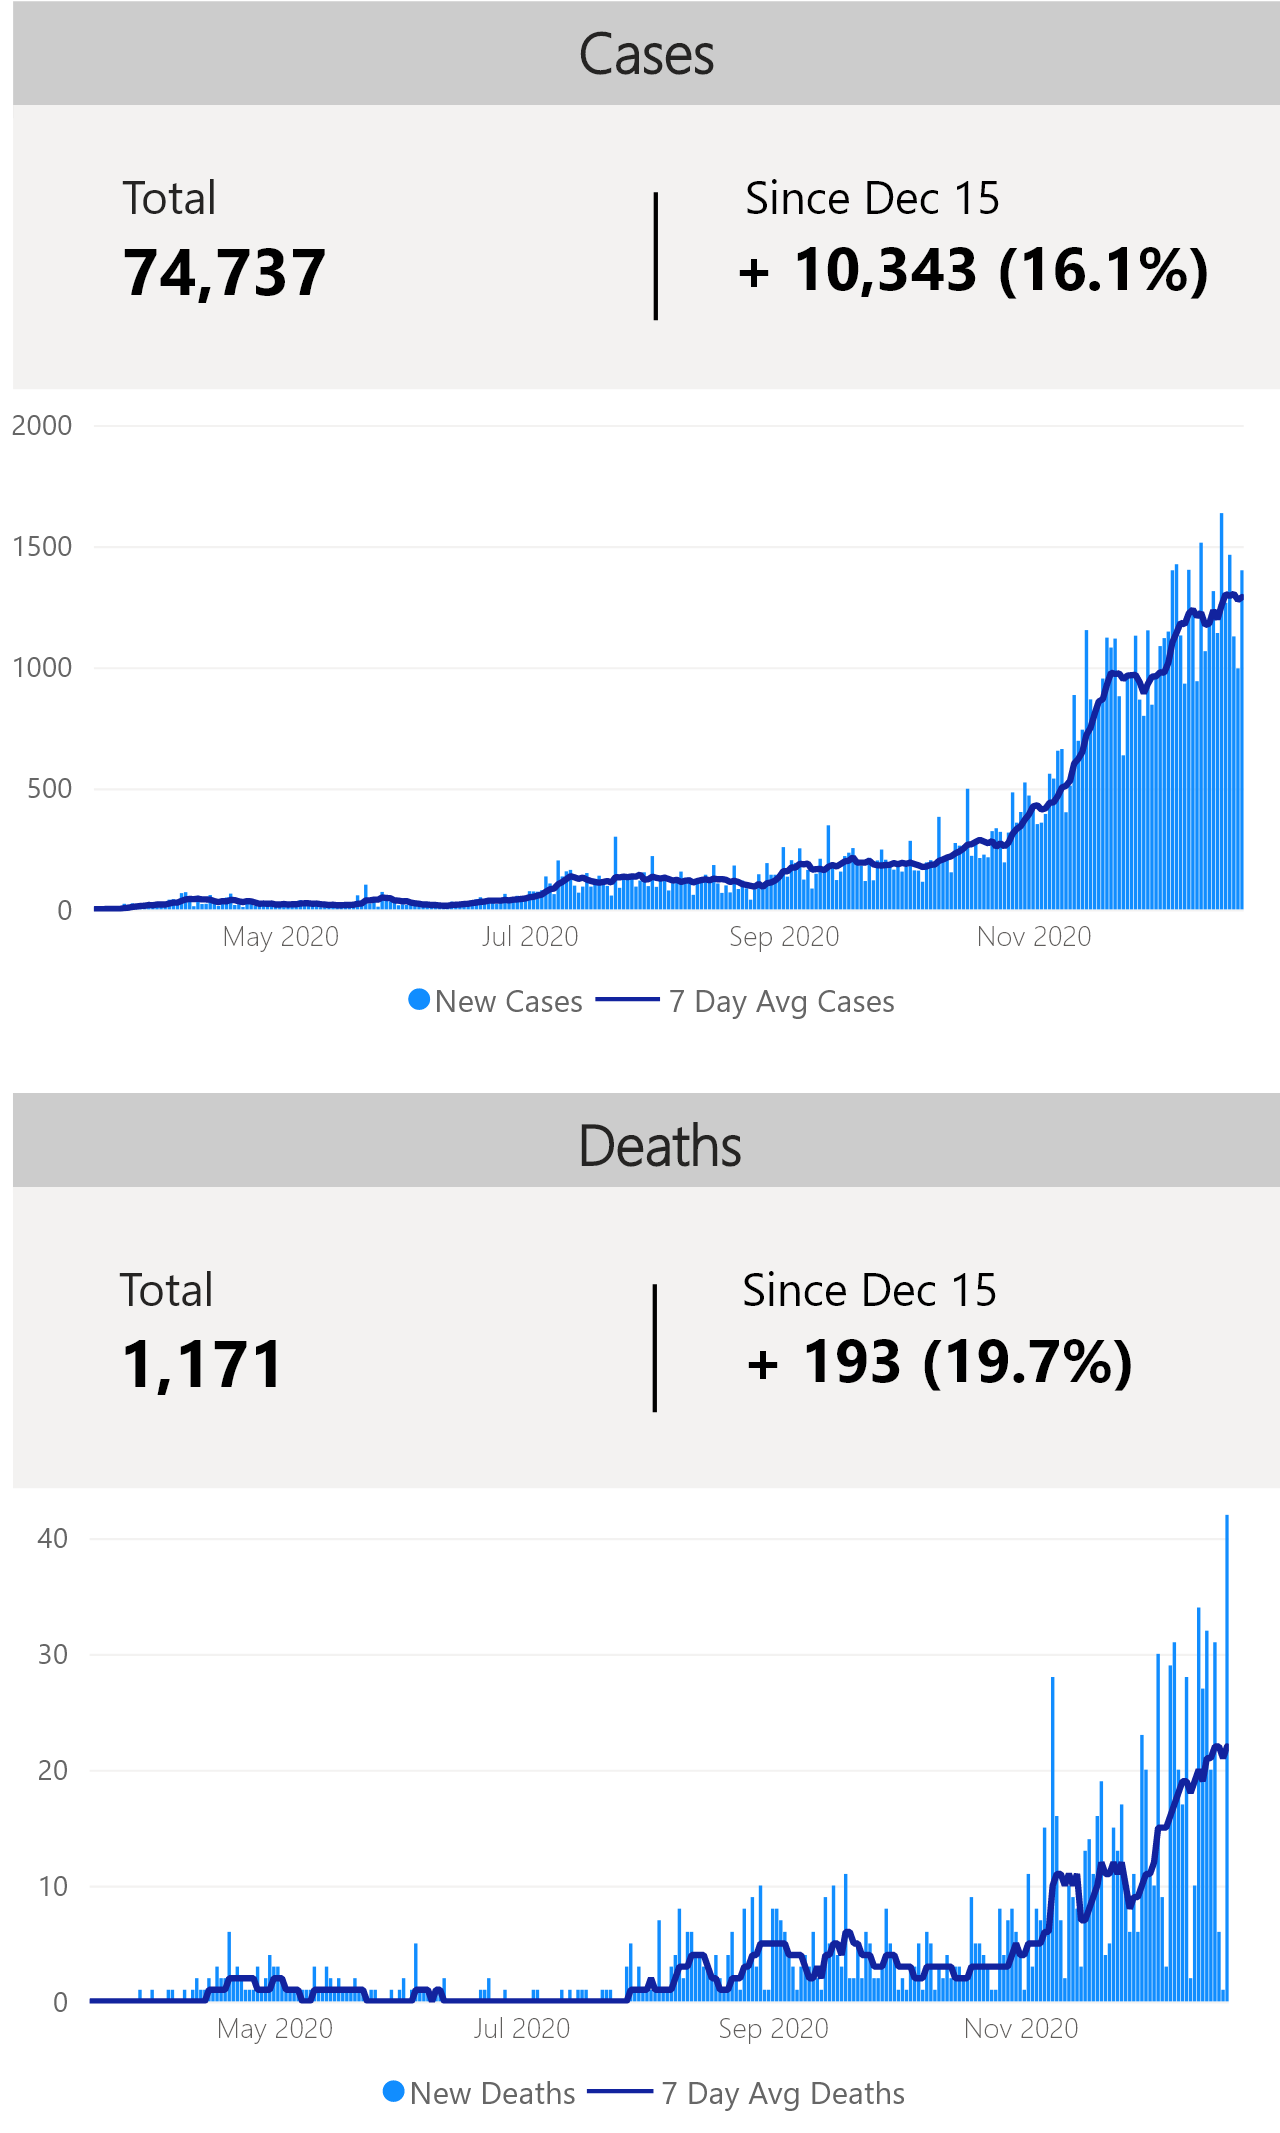 Cases
Total
Since Dec 15
74,737
+ 10,343 (16.1%)
2000
1500
1000
500
0
May 2020
Jul 2020
Sep 2020
Nov 2020
New Cases
7 Day Avg Cases
Deaths
Total
Since Dec 15
1,171
+ 193 (19.7%)
40
30
20
10
0
May 2020
Jul 2020
Sep 2020
Nov 2020
New Deaths
7 Day Avg Deaths